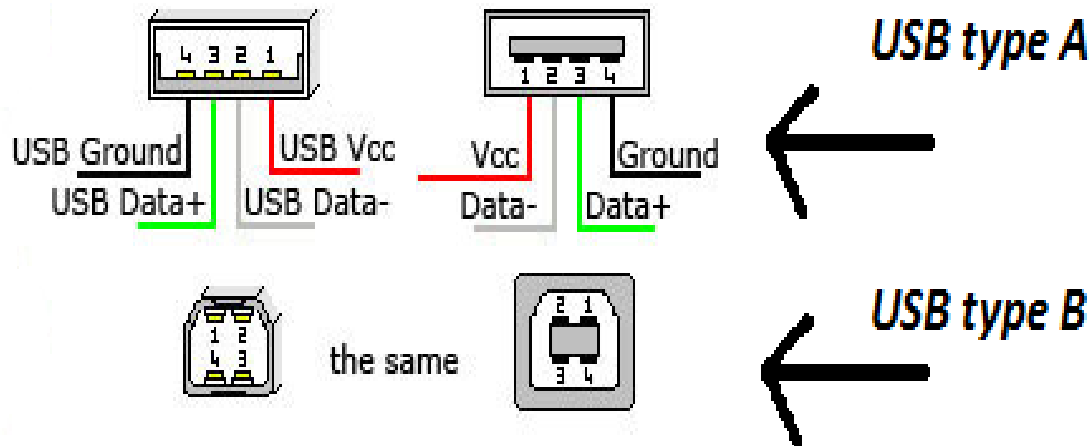 USB type A
4 3 2 1
1 2 3 4
USB Ground
USB Vcc
Vcc
Ground
USB Data+
USB Data-
Data-
Data+
USB type B
2 1
1 2
the same
4 3
3 4